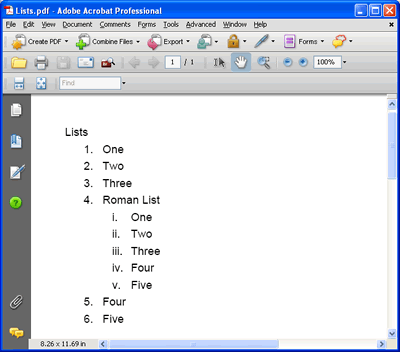 Lists.pdf - Adobe Acrobat Professional
File Edit View Document Comments Forms Tools Advanced Window Help
Create PDF Combine Files Export Forms
1 / 1 100%
Find
Lists
1. One
2. Two
3. Three
4. Roman List
i. One
ii. Two
iii. Three
iv. Four
v. Five
5. Four
6. Five
8.26 x 11.69 in